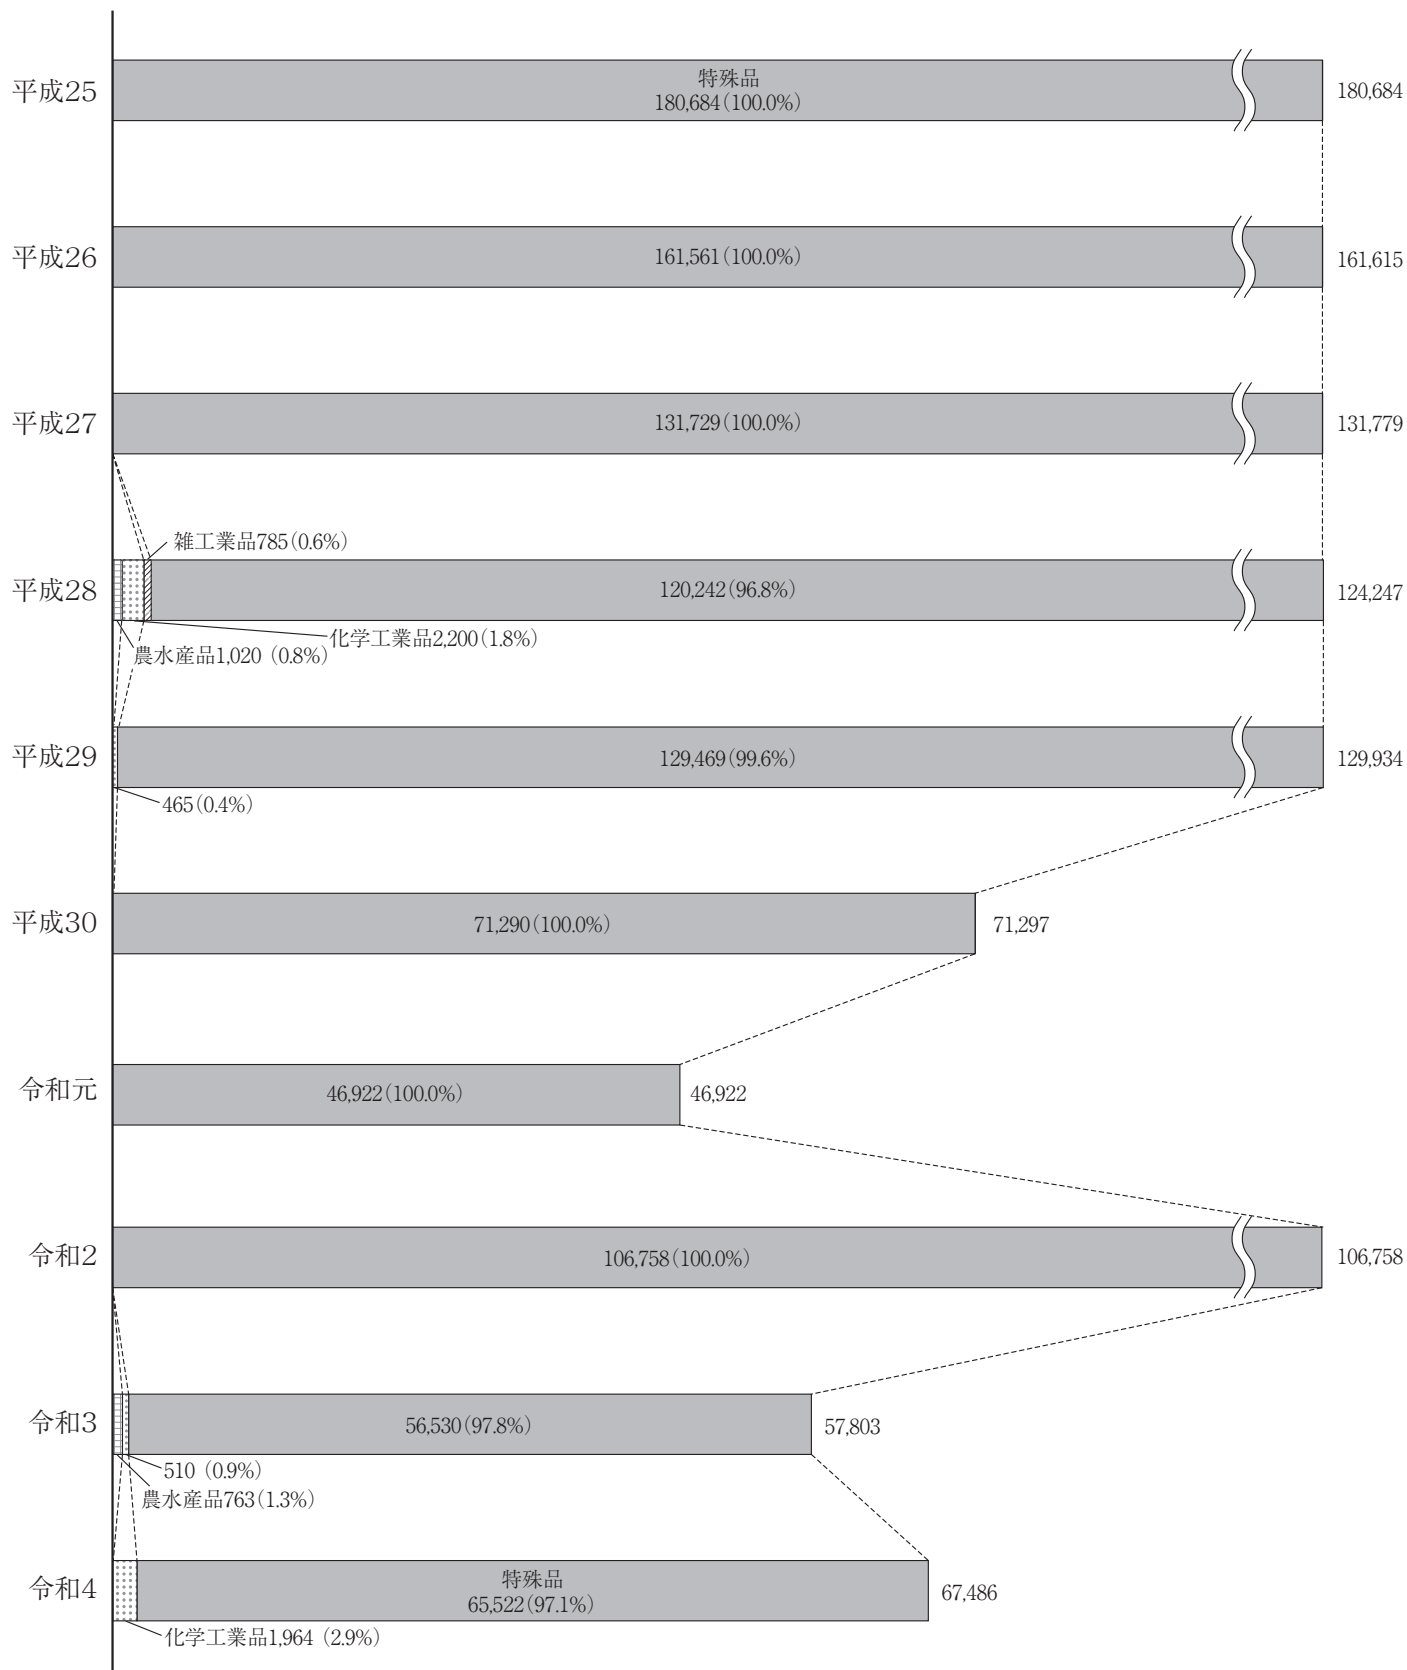 平成25
特殊品
180,684(100.0%)
180,684
平成26
161,561(100.0%)
161,615
平成27
131,729(100.0%)
131,779
雑工業品785(0.6%)
平成28
120,242(96.8%)
124,247
化学工業品2,200(1.8%)
農水産品1,020 (0.8%)
平成29
129,469(99.6%)
129,934
465(0.4%)
平成30
71,290(100.0%)
71,297
令和元
46,922(100.0%)
46,922
令和2
106,758(100.0%)
106,758
令和3
56,530(97.8%)
57,803
510 (0.9%)
農水産品763(1.3%)
令和4
特殊品
65,522(97.1%)
67,486
化学工業品1,964 (2.9%)